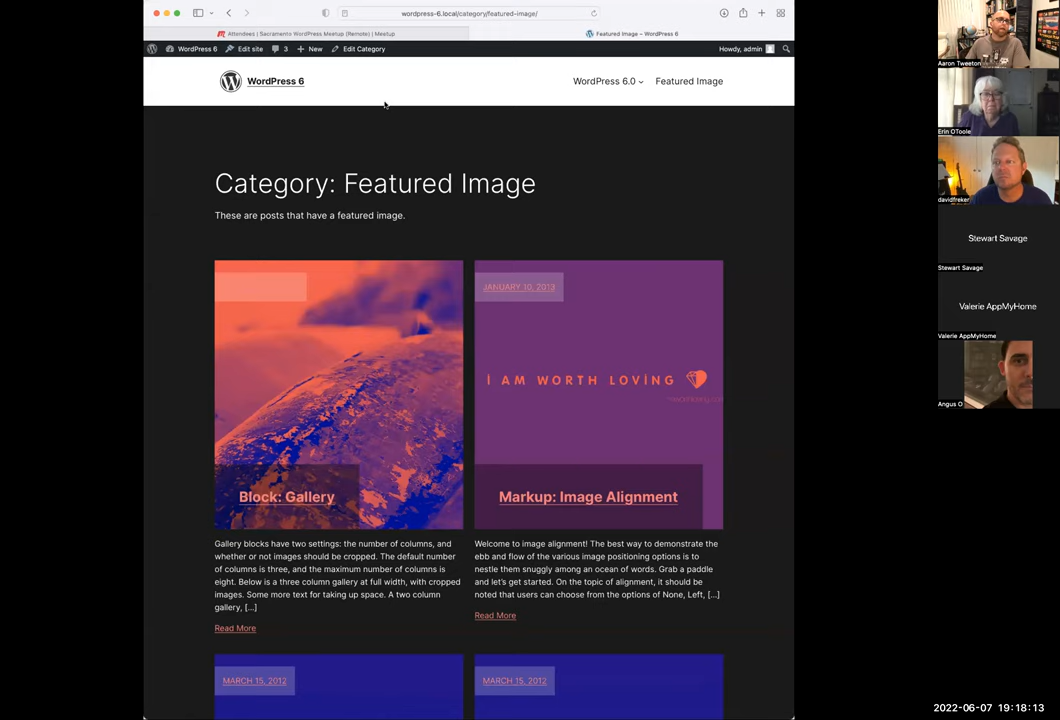 wordpress-6.local/category/featured-image/
Attendees | Sacramento WordPress Meetup (Remote) | Meetup
Featured Image – WordPress 6
WordPress 6
Edit site
3
New
Edit Category
Howdy, admin
WordPress 6
WordPress 6.0
Featured Image
Category: Featured Image
These are posts that have a featured image.
JANUARY 10, 2013
I AM WORTH LOVING
Block: Gallery
Markup: Image Alignment
Gallery blocks have two settings: the number of columns, and
whether or not images should be cropped. The default number
of columns is three, and the maximum number of columns is
eight. Below is a three column gallery at full width, with cropped
images. Some more text for taking up space. A two column
gallery, […]
Read More
Welcome to image alignment! The best way to demonstrate the
ebb and flow of the various image positioning options is to
nestle them snuggly among an ocean of words. Grab a paddle
and let's get started. On the topic of alignment, it should be
noted that users can choose from the options of None, Left, […]
Read More
MARCH 15, 2012
MARCH 15, 2012
Aaron Tweeton
Erin OToole
davidfreker
Stewart Savage
Stewart Savage
Valerie AppMyHome
Valerie AppMyHome
Angus O
2022-06-07 19:18:13